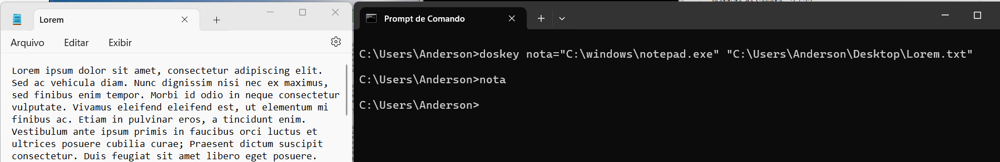 Lorem
Arquivo Editar Exibir
Lorem ipsum dolor sit amet, consectetur adipiscing elit.
Sed ac vehicula diam. Nunc dignissim nisi nec ex maximus,
sed finibus enim tempor. Morbi id odio in neque consectetur
vulputate. Vivamus eleifend eleifend est, ut elementum mi
finibus ac. Etiam in pulvinar eros, a tincidunt enim.
Vestibulum ante ipsum primis in faucibus orci luctus et
ultrices posuere cubilia curae; Praesent dictum suscipit
consectetur. Duis feugiat sit amet libero eget posuere.
Prompt de Comando
C:\Users\Anderson>doskey nota="C:\windows\notepad.exe" "C:\Users\Anderson\Desktop\Lorem.txt"
C:\Users\Anderson>nota
C:\Users\Anderson>